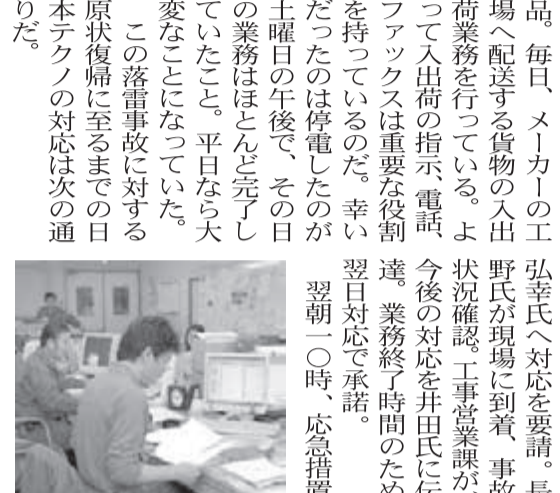 品。毎日、メーカーの工
場へ配送する貨物の入出
荷業務を行っている。よ
って入出荷の指示、電話、
ファックスは重要な役割
を持っているのだ。幸い
だったのは停電したのが
土曜日の午後で、その日
の業務はほとんど完了し
ていたこと。平日なら大
変なことになっていた。
この落雷事故に対する
原状復帰に至るまでの日
本テクノの対応は次の通
りだ。
弘幸氏へ対応を要請。長
野氏が現場に到着、事故
状況確認。工事営業課が
今後の対応を井田氏に伝
達。業務終了時間のため
翌日対応で承諾。
翌朝一〇時、応急措置